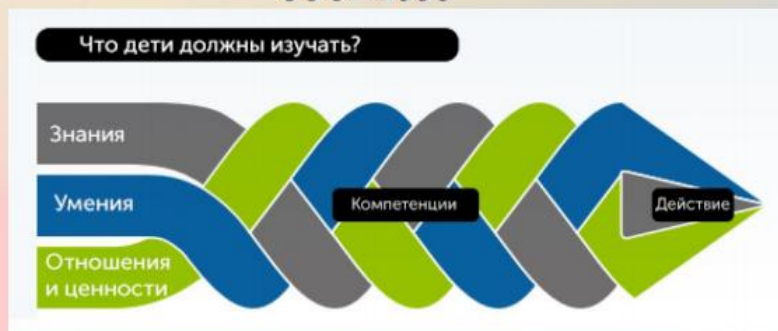 Что дети должны изучать?
Знания
Умения
Компетенции
Действие
Отношения
и ценности